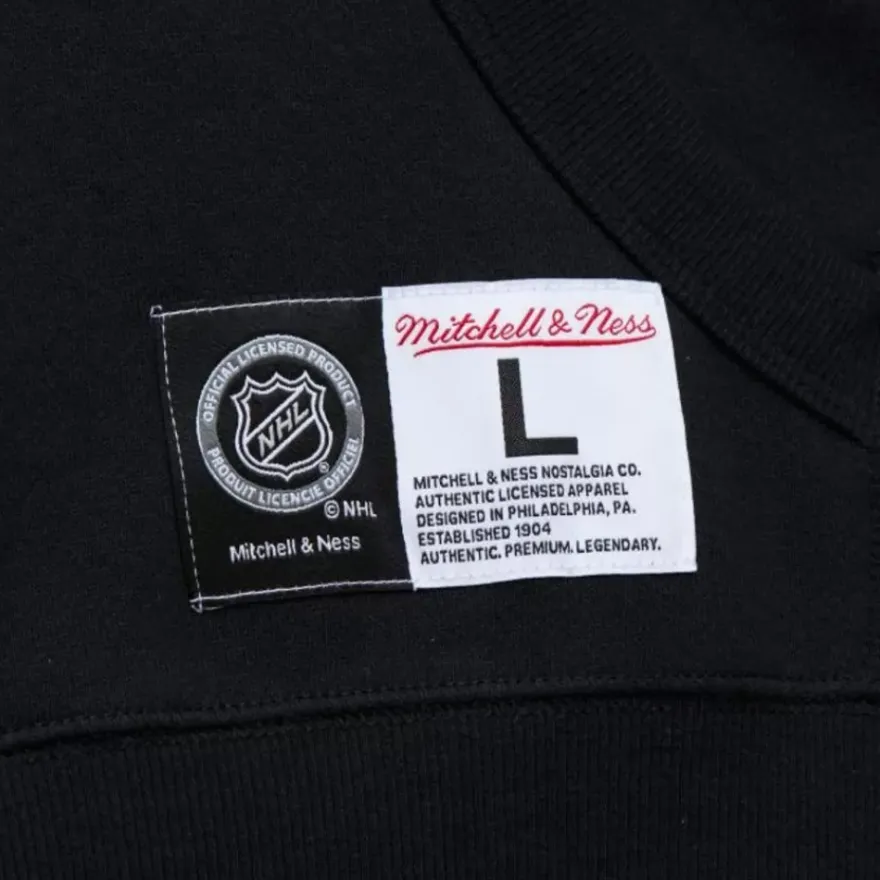 OFFICIAL LICENSED PRODUCT
NHL
®
PRODUIT LICENCIE OFFICIEL
© NHL
Mitchell & Ness
Mitchell & Ness
L
MITCHELL & NESS NOSTALGIA CO.
AUTHENTIC LICENSED APPAREL
DESIGNED IN PHILADELPHIA, PA.
ESTABLISHED 1904
AUTHENTIC. PREMIUM. LEGENDARY.